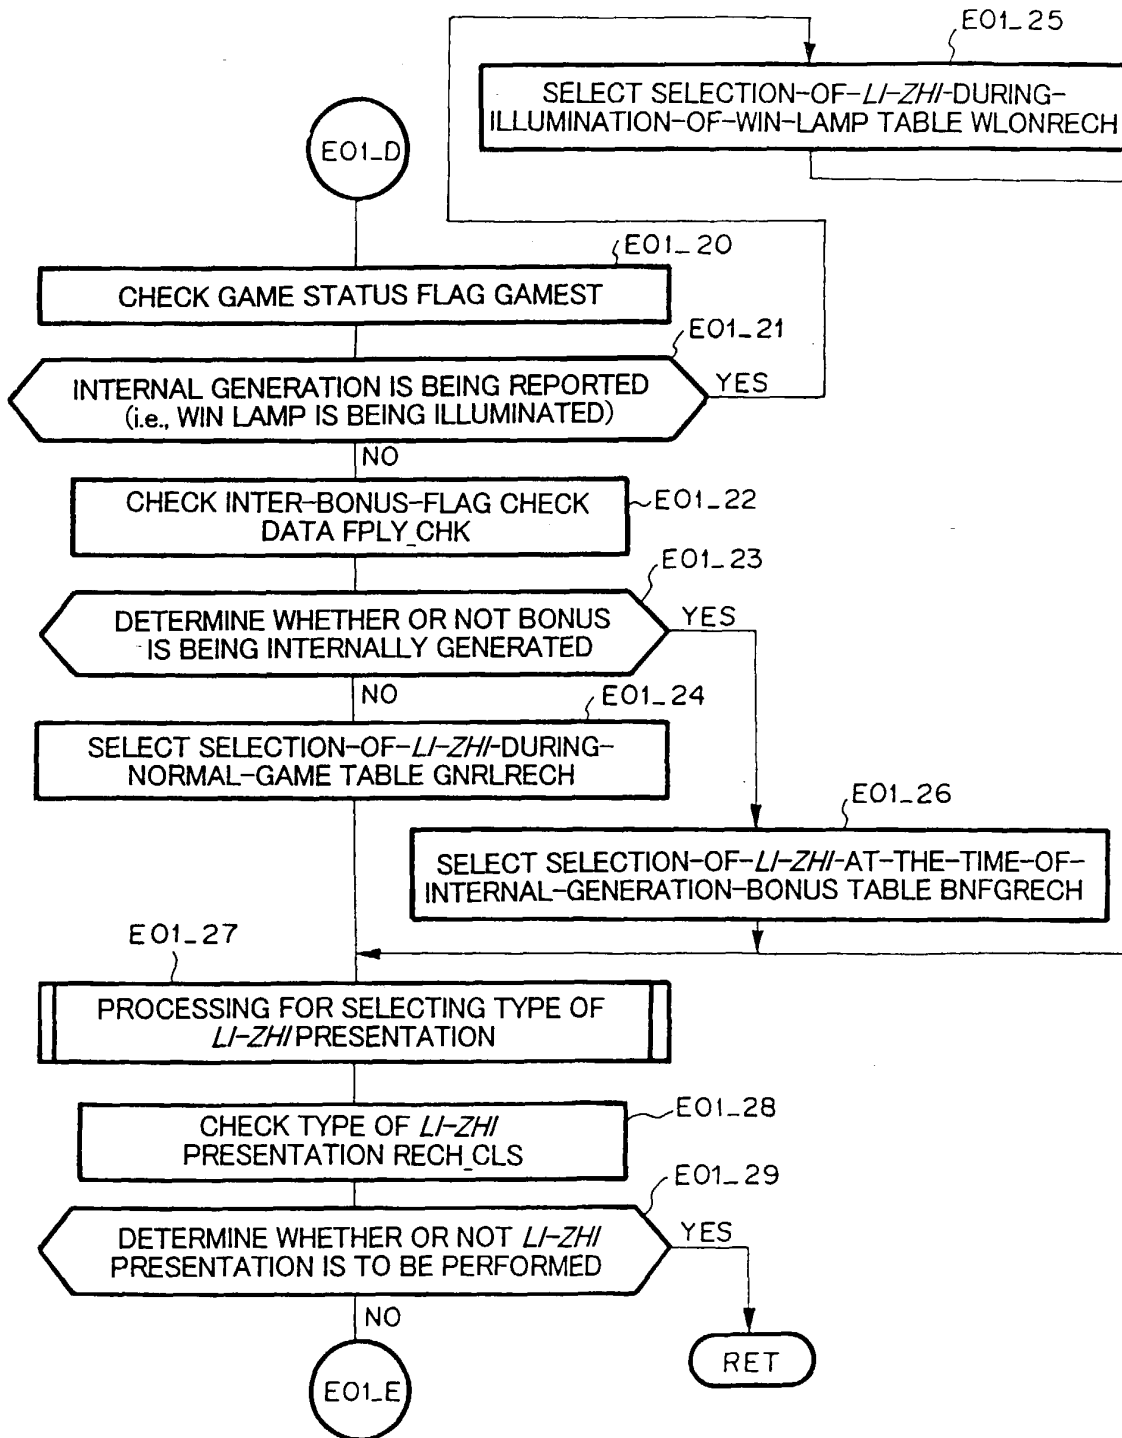 E01_25
SELECT SELECTION-OF-LI-ZHI-DURING-
ILLUMINATION-OF-WIN-LAMP TABLE WLONRECH
E01_D
E01_20
CHECK GAME STATUS FLAG GAMEST
E01_21
INTERNAL GENERATION IS BEING REPORTED
(i.e., WIN LAMP IS BEING ILLUMINATED)
YES
NO
CHECK INTER-BONUS-FLAG CHECK
DATA FPLY_CHK
E01_22
E01_23
DETERMINE WHETHER OR NOT BONUS
IS BEING INTERNALLY GENERATED
YES
NO
E01_24
SELECT SELECTION-OF-LI-ZHI-DURING-
NORMAL-GAME TABLE GNRLRECH
E01_26
SELECT SELECTION-OF-LI-ZHI-AT-THE-TIME-OF-
INTERNAL-GENERATION-BONUS TABLE BNFGRECH
E01_27
PROCESSING FOR SELECTING TYPE OF
LI-ZHI PRESENTATION
CHECK TYPE OF LI-ZHI
PRESENTATION RECH_CLS
E01_28
E01_29
DETERMINE WHETHER OR NOT LI-ZHI
PRESENTATION IS TO BE PERFORMED
YES
NO
RET
E01_E